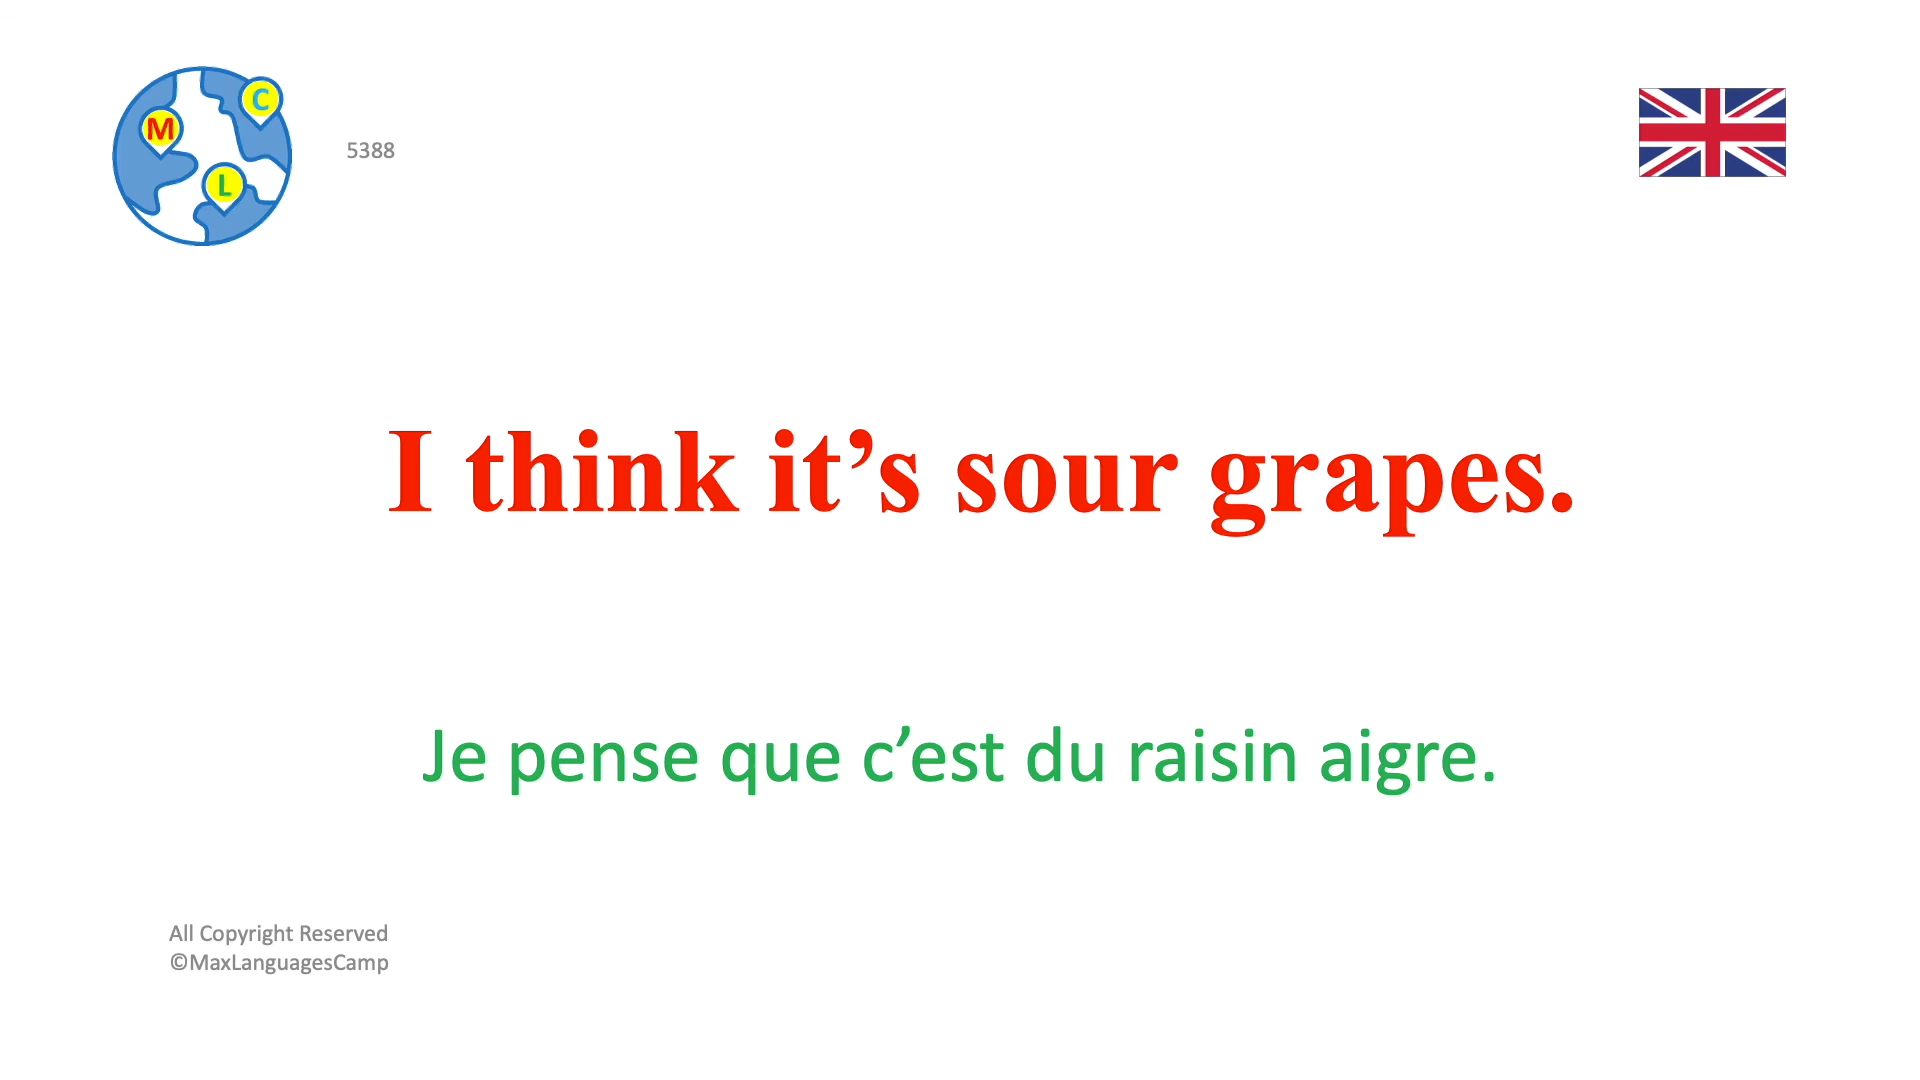 M
C
L
5388
I think it’s sour grapes.
Je pense que c’est du raisin aigre.
All Copyright Reserved
©MaxLanguagesCamp